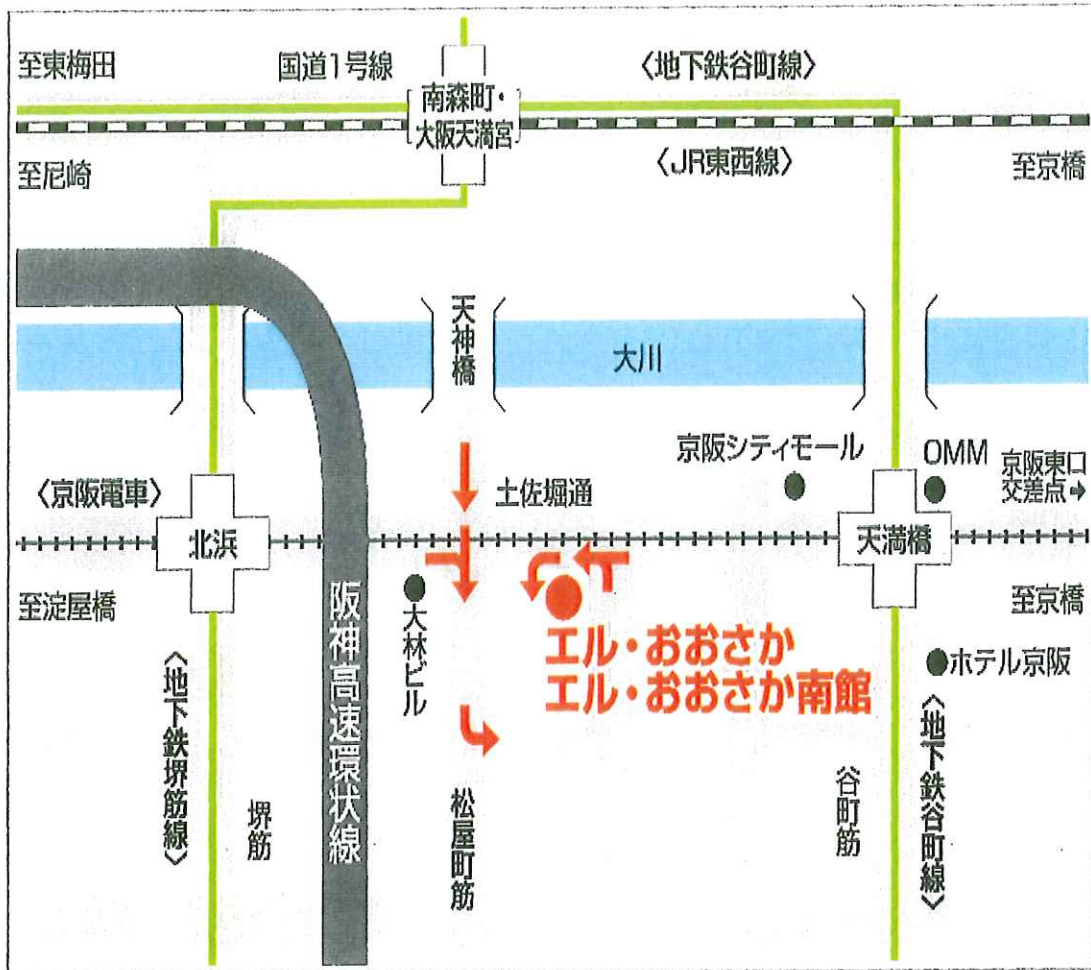 至東梅田
国道1号線
〈地下鉄谷町線〉
南森町・
大阪天満宮
至尼崎
〈JR東西線〉
至京橋
天神橋
大川
京阪シティモール
OMM
京阪東口
交差点➡
〈京阪電車〉
土佐堀通
北浜
天満橋
至淀屋橋
至京橋
大林ビル
阪神高速環状線
エル・おおさか
エル・おおさか南館
ホテル京阪
〈地下鉄堺筋線〉
堺筋
松屋町筋
谷町筋
〈地下鉄谷町線〉